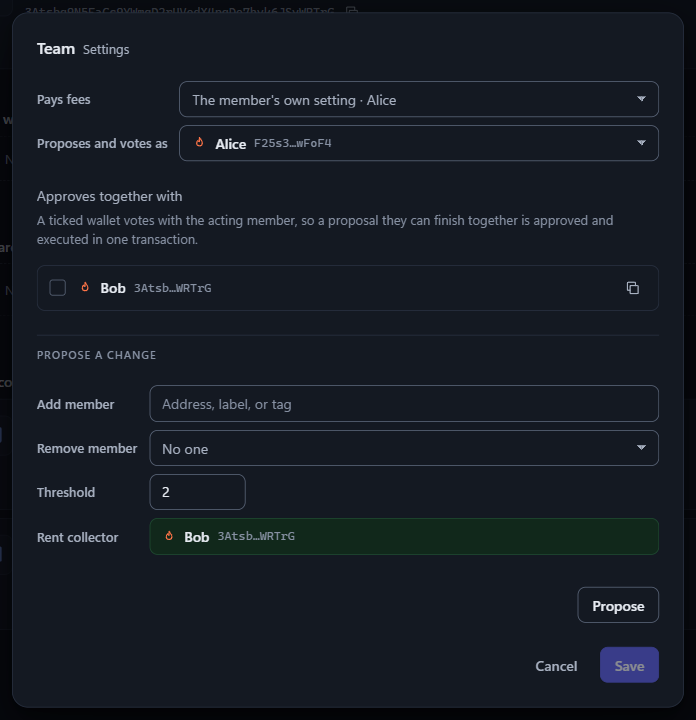 Team Settings
Pays fees
The member's own setting · Alice
Proposes and votes as
Alice F25s3…wFoF4
Approves together with
A ticked wallet votes with the acting member, so a proposal they can finish together is approved and
executed in one transaction.
Bob 3Atsb…WRTrG
PROPOSE A CHANGE
Add member
Address, label, or tag
Remove member
No one
Threshold
2
Rent collector
Bob 3Atsb…WRTrG
Propose
Cancel
Save